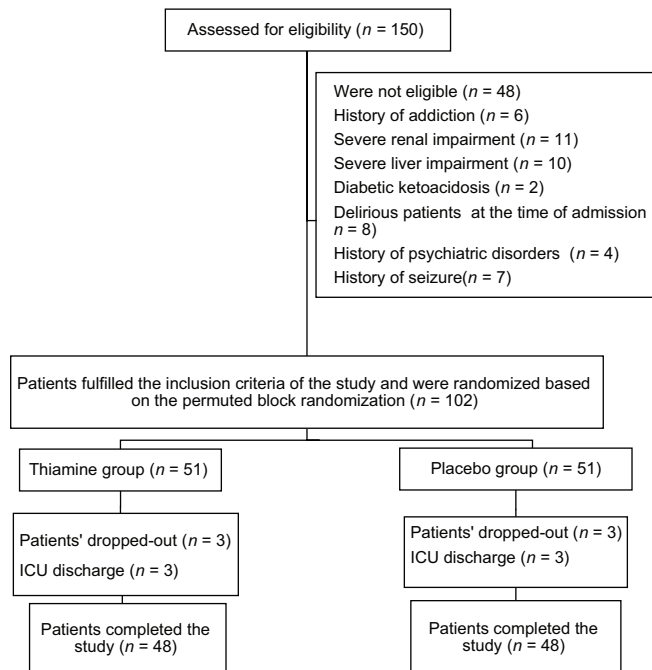 Assessed for eligibility (n = 150)
Were not eligible (n = 48)
History of addiction (n = 6)
Severe renal impairment (n = 11)
Severe liver impairment (n = 10)
Diabetic ketoacidosis (n = 2)
Delirious patients at the time of admission
n = 8)
History of psychiatric disorders (n = 4)
History of seizure(n = 7)
Patients fulfilled the inclusion criteria of the study and were randomized based
on the permuted block randomization (n = 102)
Thiamine group (n = 51)
Placebo group (n = 51)
Patients' dropped-out (n = 3)
ICU discharge (n = 3)
Patients' dropped-out (n = 3)
ICU discharge (n = 3)
Patients completed the
study (n = 48)
Patients completed the
study (n = 48)